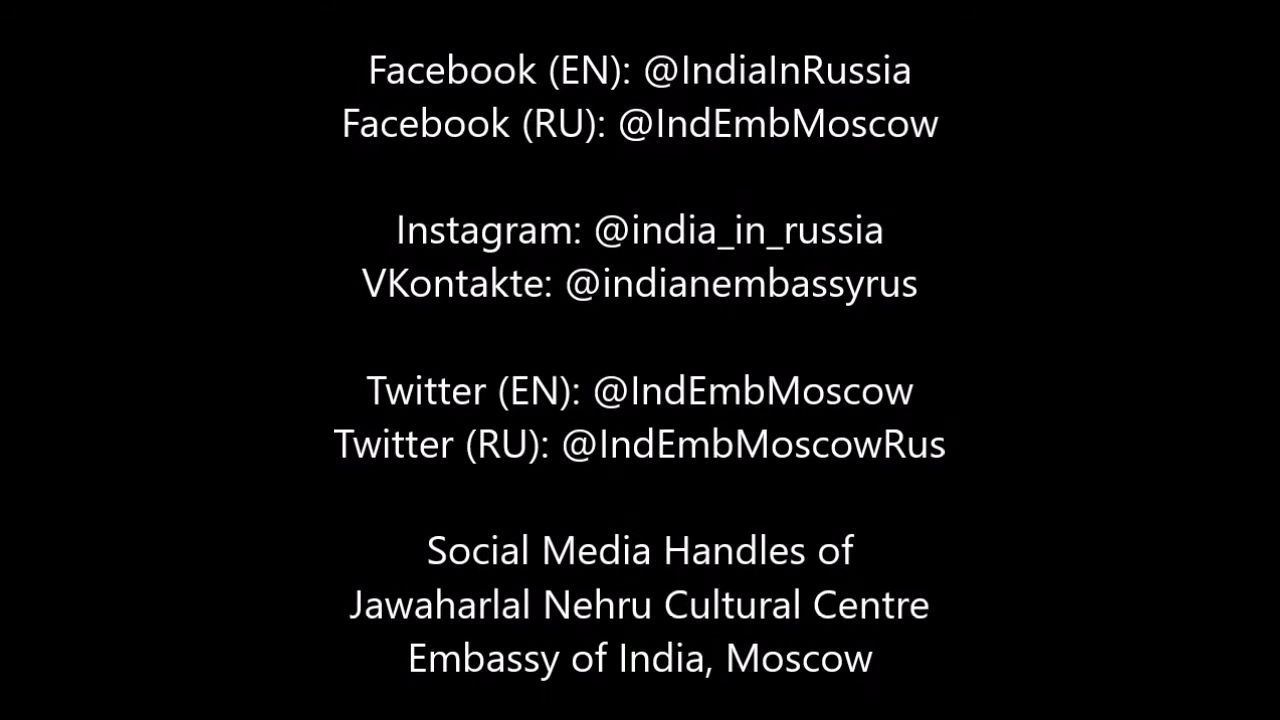 Facebook (EN): @IndiaInRussia
Facebook (RU): @IndEmbMoscow
Instagram: @india_in_russia
VKontakte: @indianembassyrus
Twitter (EN): @IndEmbMoscow
Twitter (RU): @IndEmbMoscowRus
Social Media Handles of
Jawaharlal Nehru Cultural Centre
Embassy of India, Moscow